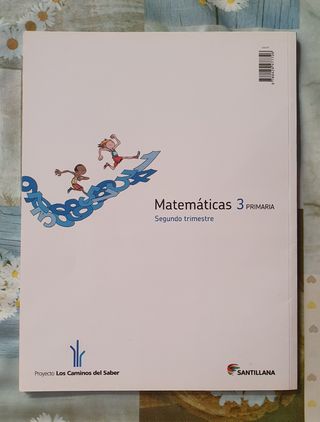 Matemáticas 3 PRIMARIA
Segundo trimestre
Proyecto Los Caminos del Saber
SANTILLANA